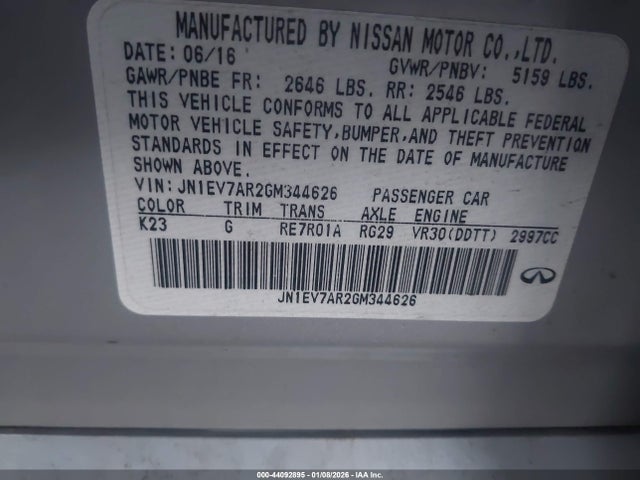 MANUFACTURED BY NISSAN MOTOR CO.,LTD.
DATE: 06/16 GVWR/PNBV: 5159 LBS.
GAWR/PNBE FR: 2646 LBS. RR: 2546 LBS.
THIS VEHICLE CONFORMS TO ALL APPLICABLE FEDERAL
MOTOR VEHICLE SAFETY,BUMPER,AND THEFT PREVENTION
STANDARDS IN EFFECT ON THE DATE OF MANUFACTURE
SHOWN ABOVE.
VIN: JN1EV7AR2GM344626 PASSENGER CAR
COLOR TRIM TRANS AXLE ENGINE
K23 G RE7R01A RG29 VR30(DDTT) 2997CC
JN1EV7AR2GM344626
000-44092895 - 01/08/2026 - IAA Inc.